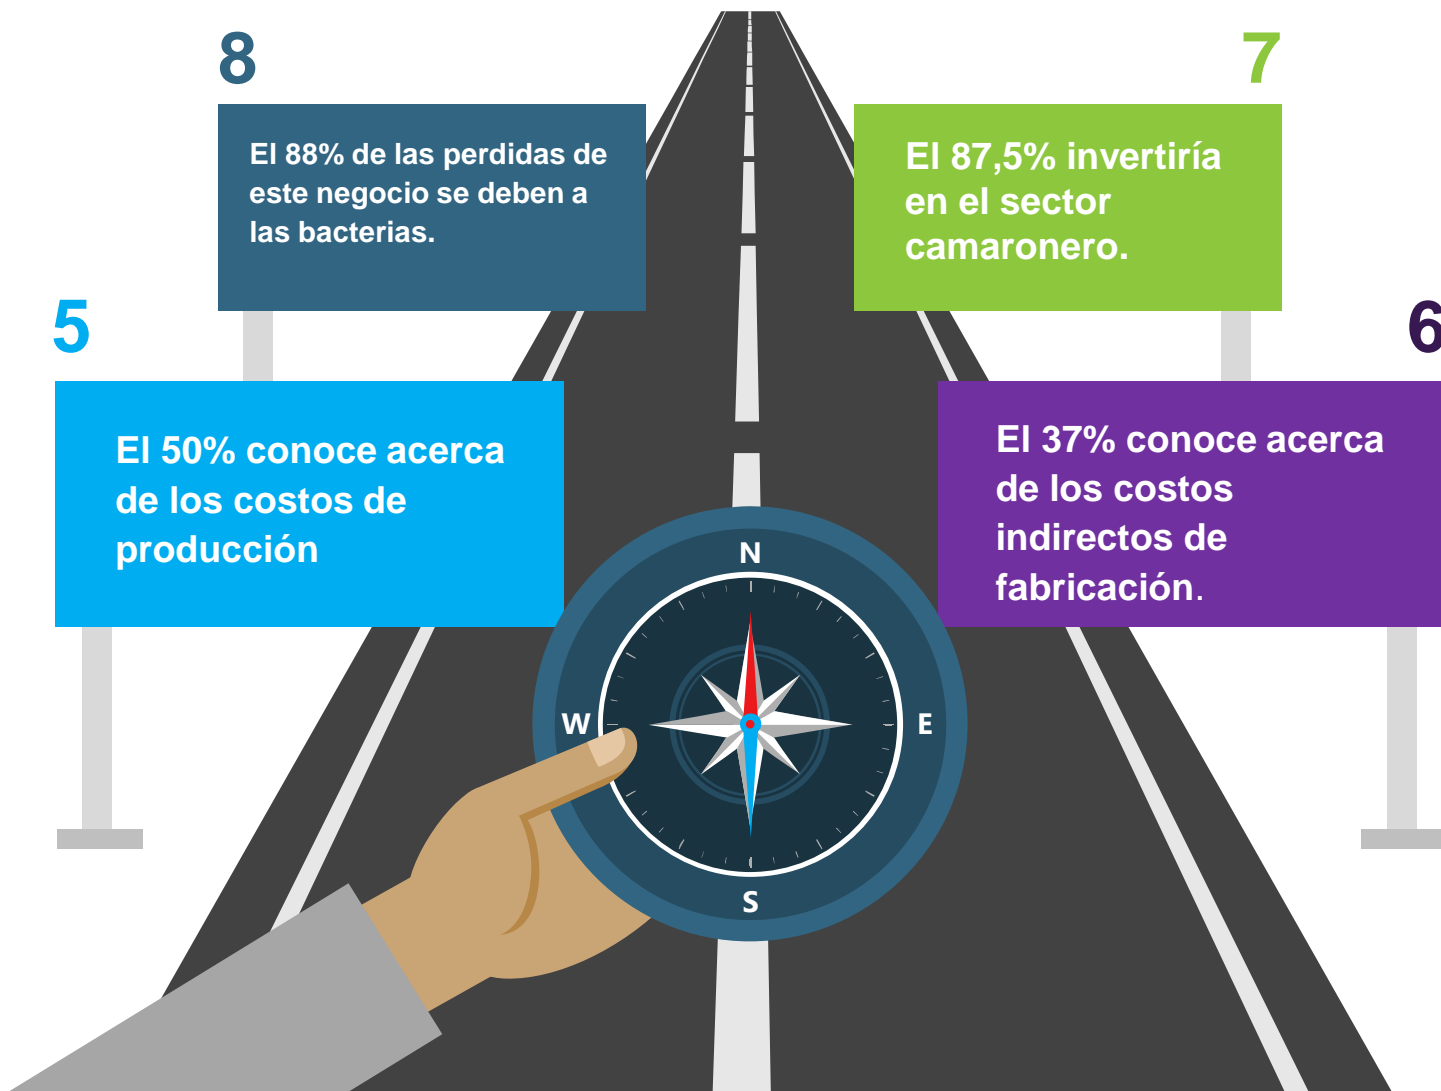 8
El 88% de las perdidas de
este negocio se deben a
las bacterias.
7
El 87,5% invertiría
en el sector
camaronero.
5
El 50% conoce acerca
de los costos de
producción
6
El 37% conoce acerca
de los costos
indirectos de
fabricación.
N
W
E
S